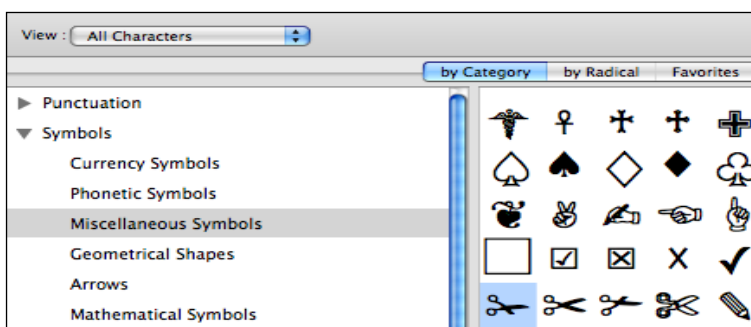 View : All Characters
by Category by Radical Favorites
Punctuation
Symbols
Currency Symbols
Phonetic Symbols
Miscellaneous Symbols
Geometrical Shapes
Arrows
Mathematical Symbols